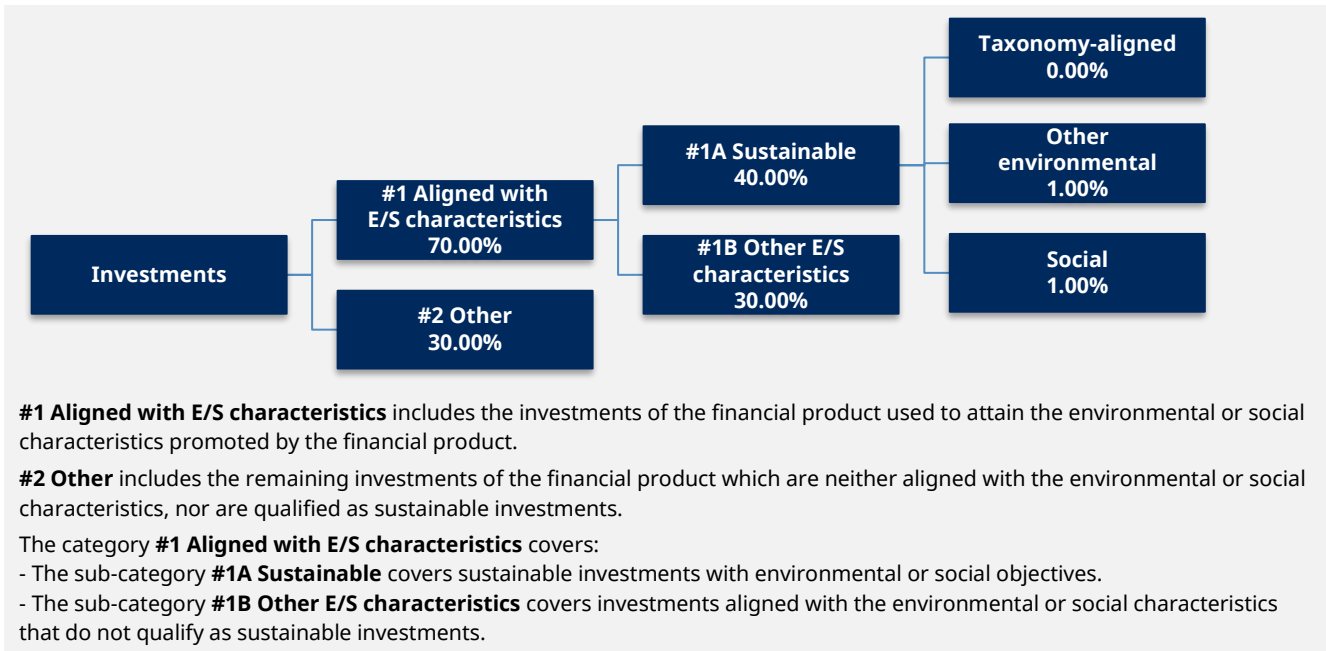 Investments
#1 Aligned with
E/S characteristics
70.00%
#2 Other
30.00%
#1A Sustainable
40.00%
#1B Other E/S
characteristics
30.00%
Taxonomy-aligned
0.00%
Other
environmental
1.00%
Social
1.00%
#1 Aligned with E/S characteristics includes the investments of the financial product used to attain the environmental or social
characteristics promoted by the financial product.
#2 Other includes the remaining investments of the financial product which are neither aligned with the environmental or social
characteristics, nor are qualified as sustainable investments.
The category #1 Aligned with E/S characteristics covers:
- The sub-category #1A Sustainable covers sustainable investments with environmental or social objectives.
- The sub-category #1B Other E/S characteristics covers investments aligned with the environmental or social characteristics
that do not qualify as sustainable investments.